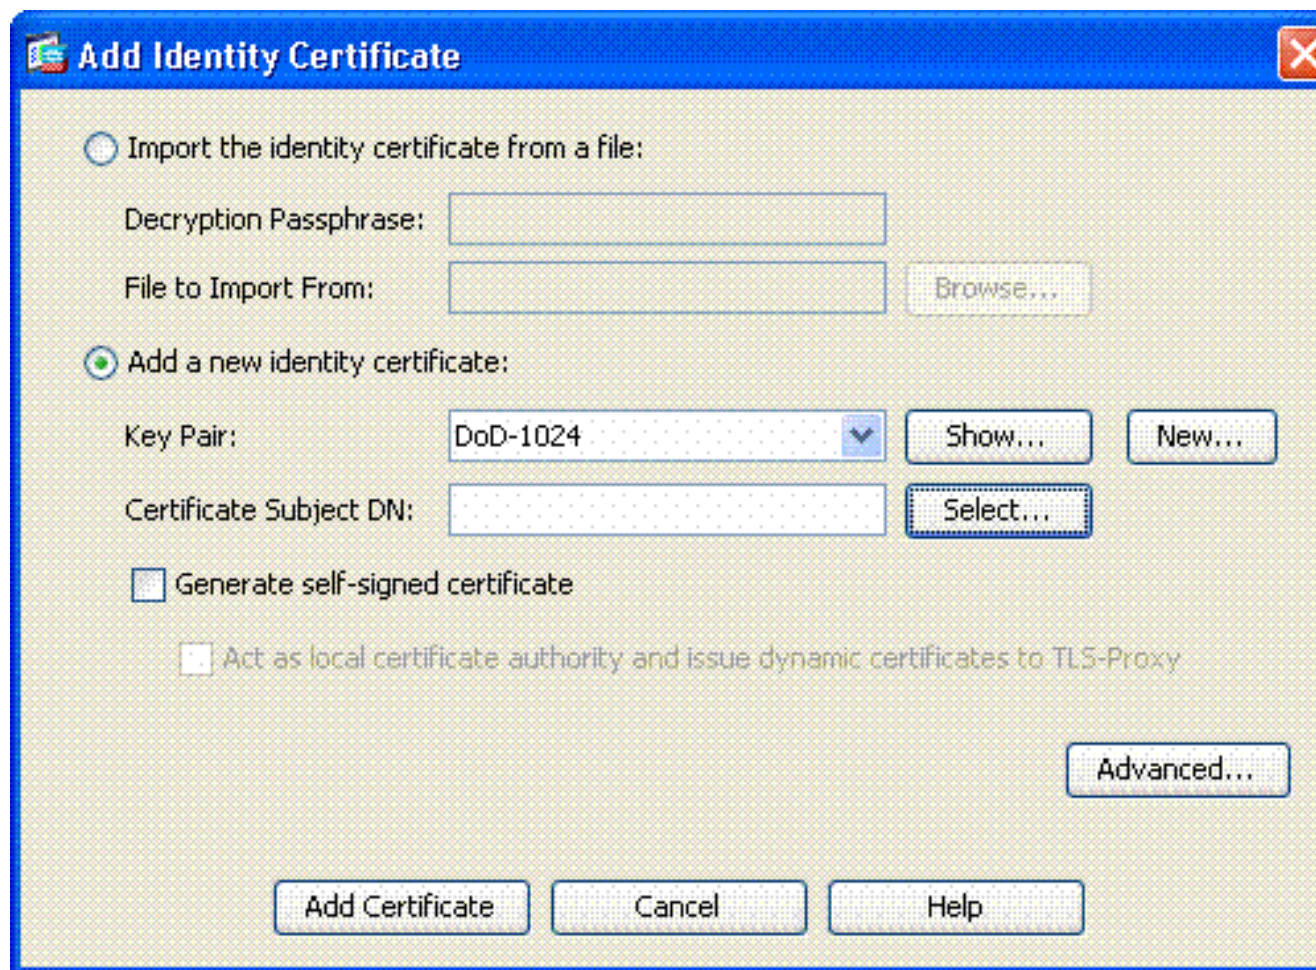 Add Identity Certificate
Import the identity certificate from a file:
Decryption Passphrase:
File to Import From:
Browse...
Add a new identity certificate:
Key Pair:
DoD-1024
Show...
New...
Certificate Subject DN:
Select...
Generate self-signed certificate
Act as local certificate authority and issue dynamic certificates to TLS-Proxy
Advanced...
Add Certificate
Cancel
Help